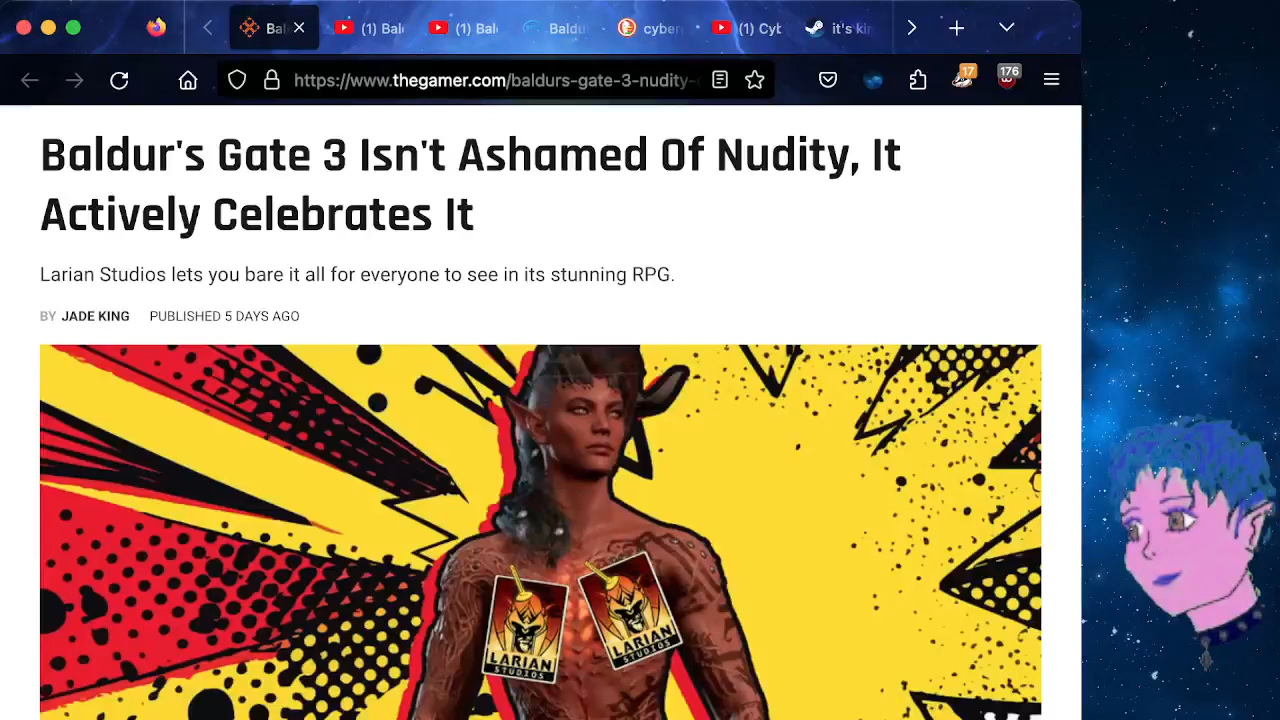 Bal
(1) Bal
(1) Bal
Baldu
cyber
(1) Cyb
it's kin
https://www.thegamer.com/baldurs-gate-3-nudity-
17
176
Baldur's Gate 3 Isn't Ashamed Of Nudity, It
Actively Celebrates It
Larian Studios lets you bare it all for everyone to see in its stunning RPG.
BY JADE KING PUBLISHED 5 DAYS AGO
LARIAN
STUDIOS
LARIAN
STUDIOS